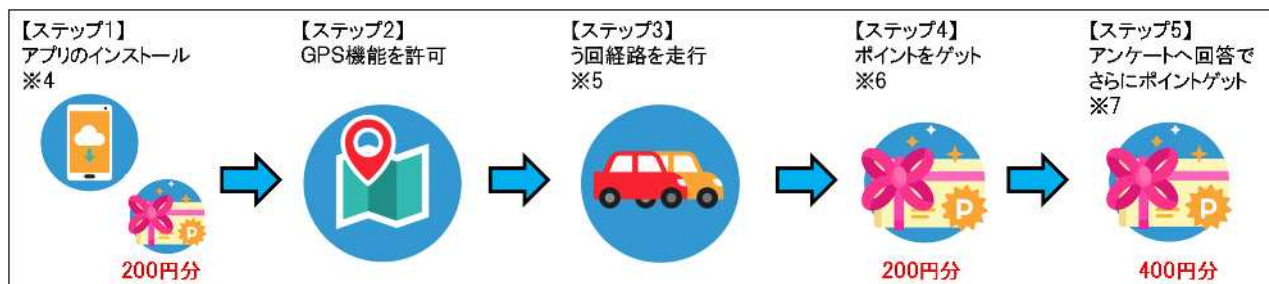 【ステップ1】
アプリのインストール
※4
200円分
【ステップ2】
GPS機能を許可
【ステップ3】
う回経路を走行
※5
【ステップ4】
ポイントをゲット
※6
P
200円分
【ステップ5】
アンケートへ回答で
さらにポイントゲット
※7
P
400円分